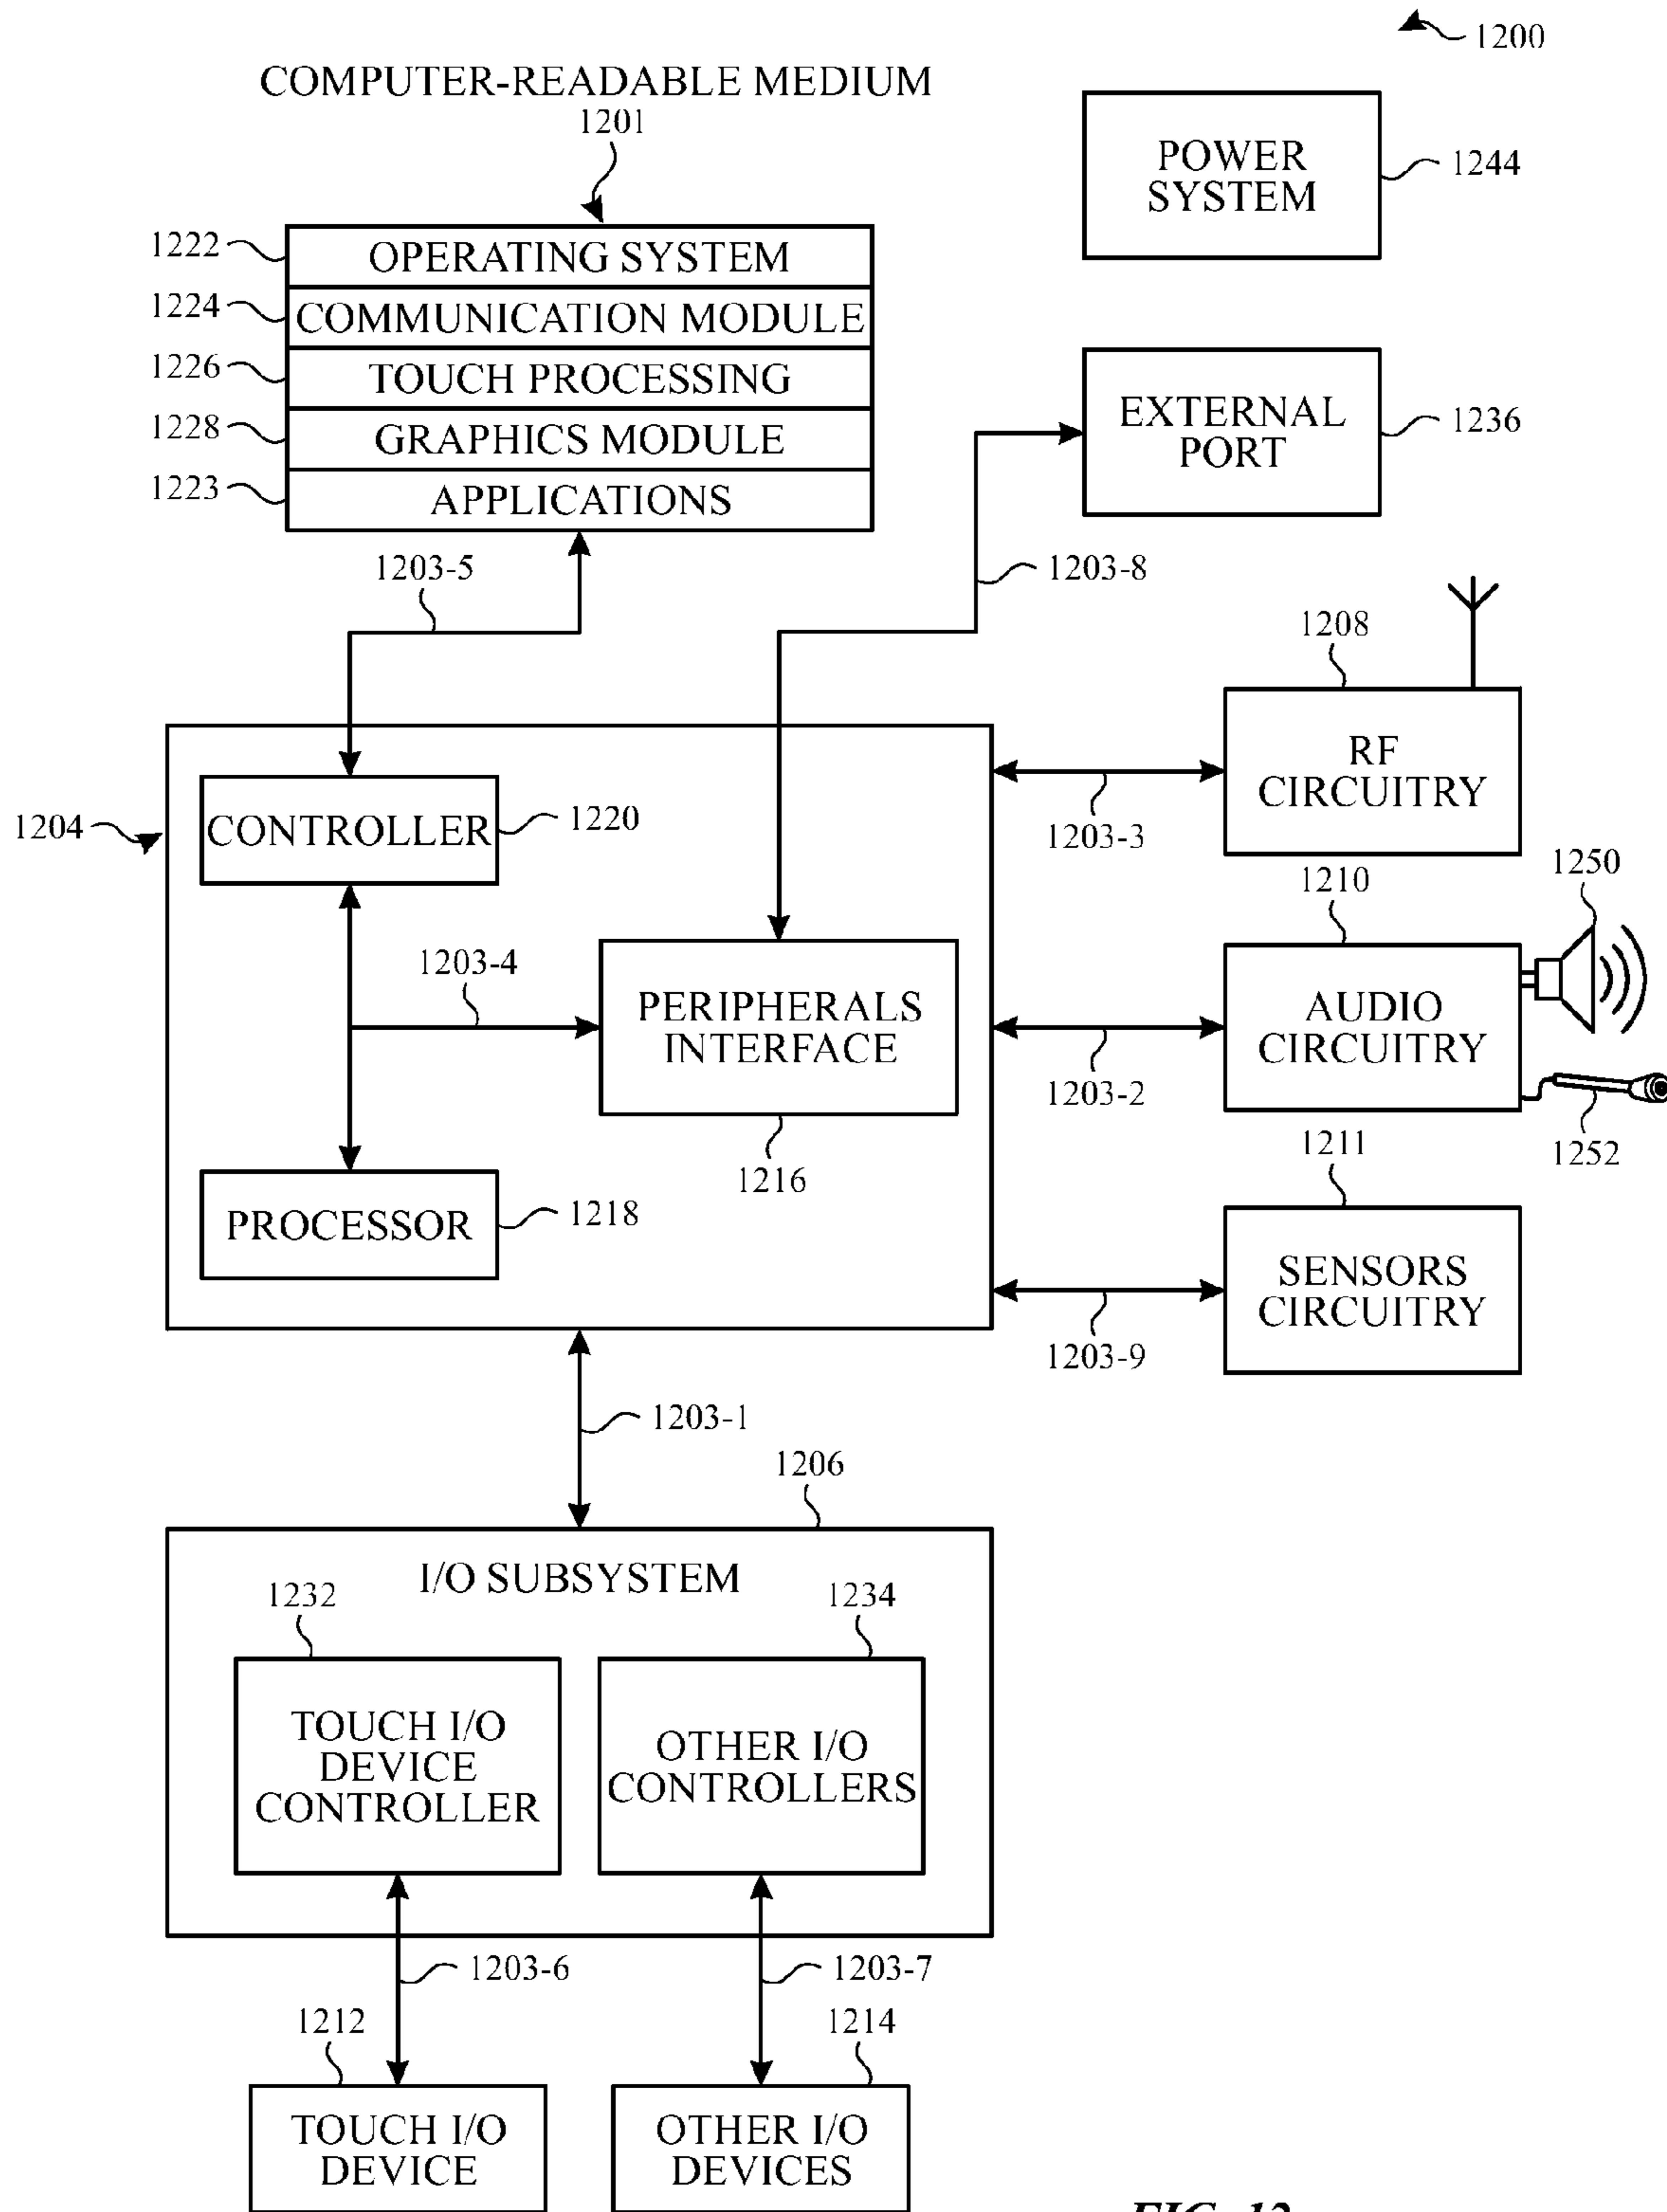 1200
COMPUTER-READABLE MEDIUM
1201
POWER
SYSTEM
1244
1222
OPERATING SYSTEM
1224
COMMUNICATION MODULE
1226
TOUCH PROCESSING
1228
GRAPHICS MODULE
1223
APPLICATIONS
EXTERNAL
PORT
1236
1203-5
1203-8
1208
RF
CIRCUITRY
1204
CONTROLLER
1220
1203-3
1210
1250
1203-4
PERIPHERALS
INTERFACE
AUDIO
CIRCUITRY
1203-2
1252
1216
1211
PROCESSOR
1218
SENSORS
CIRCUITRY
1203-9
1203-1
1206
I/O SUBSYSTEM
1232
1234
TOUCH I/O
DEVICE
CONTROLLER
OTHER I/O
CONTROLLERS
1203-6
1203-7
1212
1214
TOUCH I/O
DEVICE
OTHER I/O
DEVICES